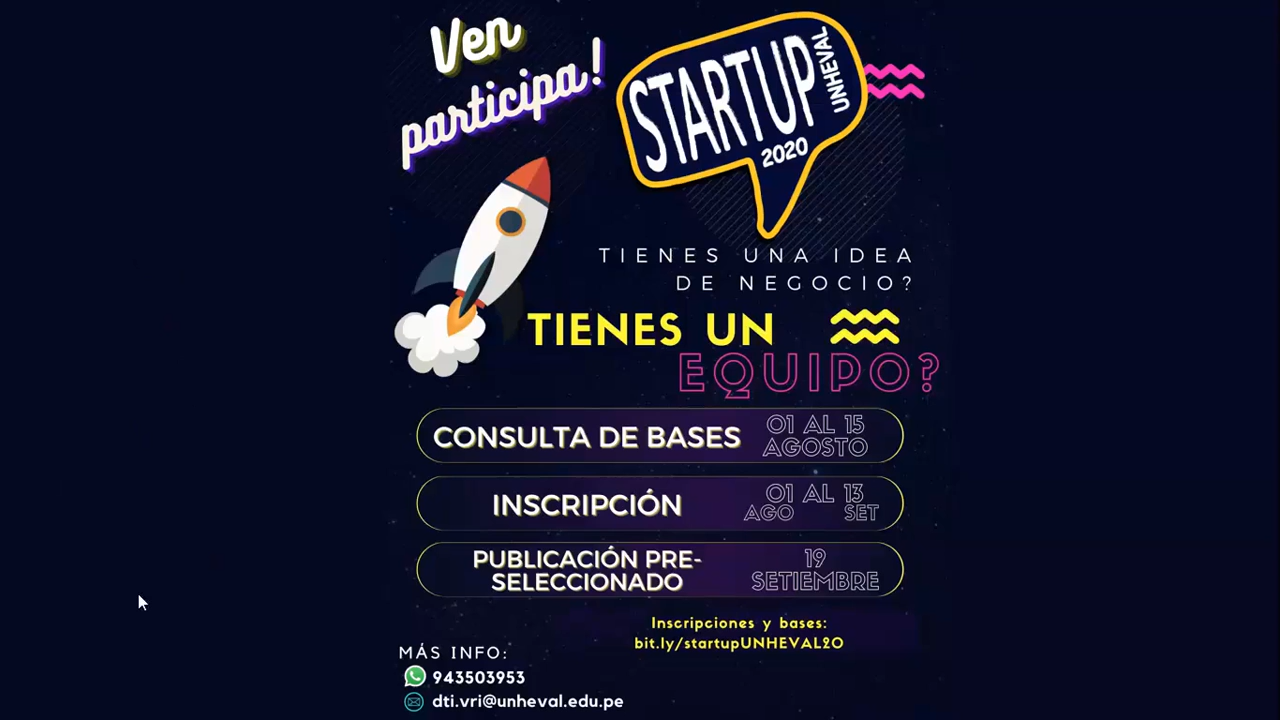 Ven
participa!
STARTUP
UNHEVAL
2020
TIENES UNA IDEA
DE NEGOCIO?
TIENES UN
EQUIPO?
CONSULTA DE BASES
01 AL 15
AGOSTO
INSCRIPCIÓN
01 AL 13
AGO SET
PUBLICACIÓN PRE-
SELECCIONADO
19
SETIEMBRE
Inscripciones y bases:
bit.ly/startupUNHEVAL20
MÁS INFO:
943503953
dti.vri@unheval.edu.pe